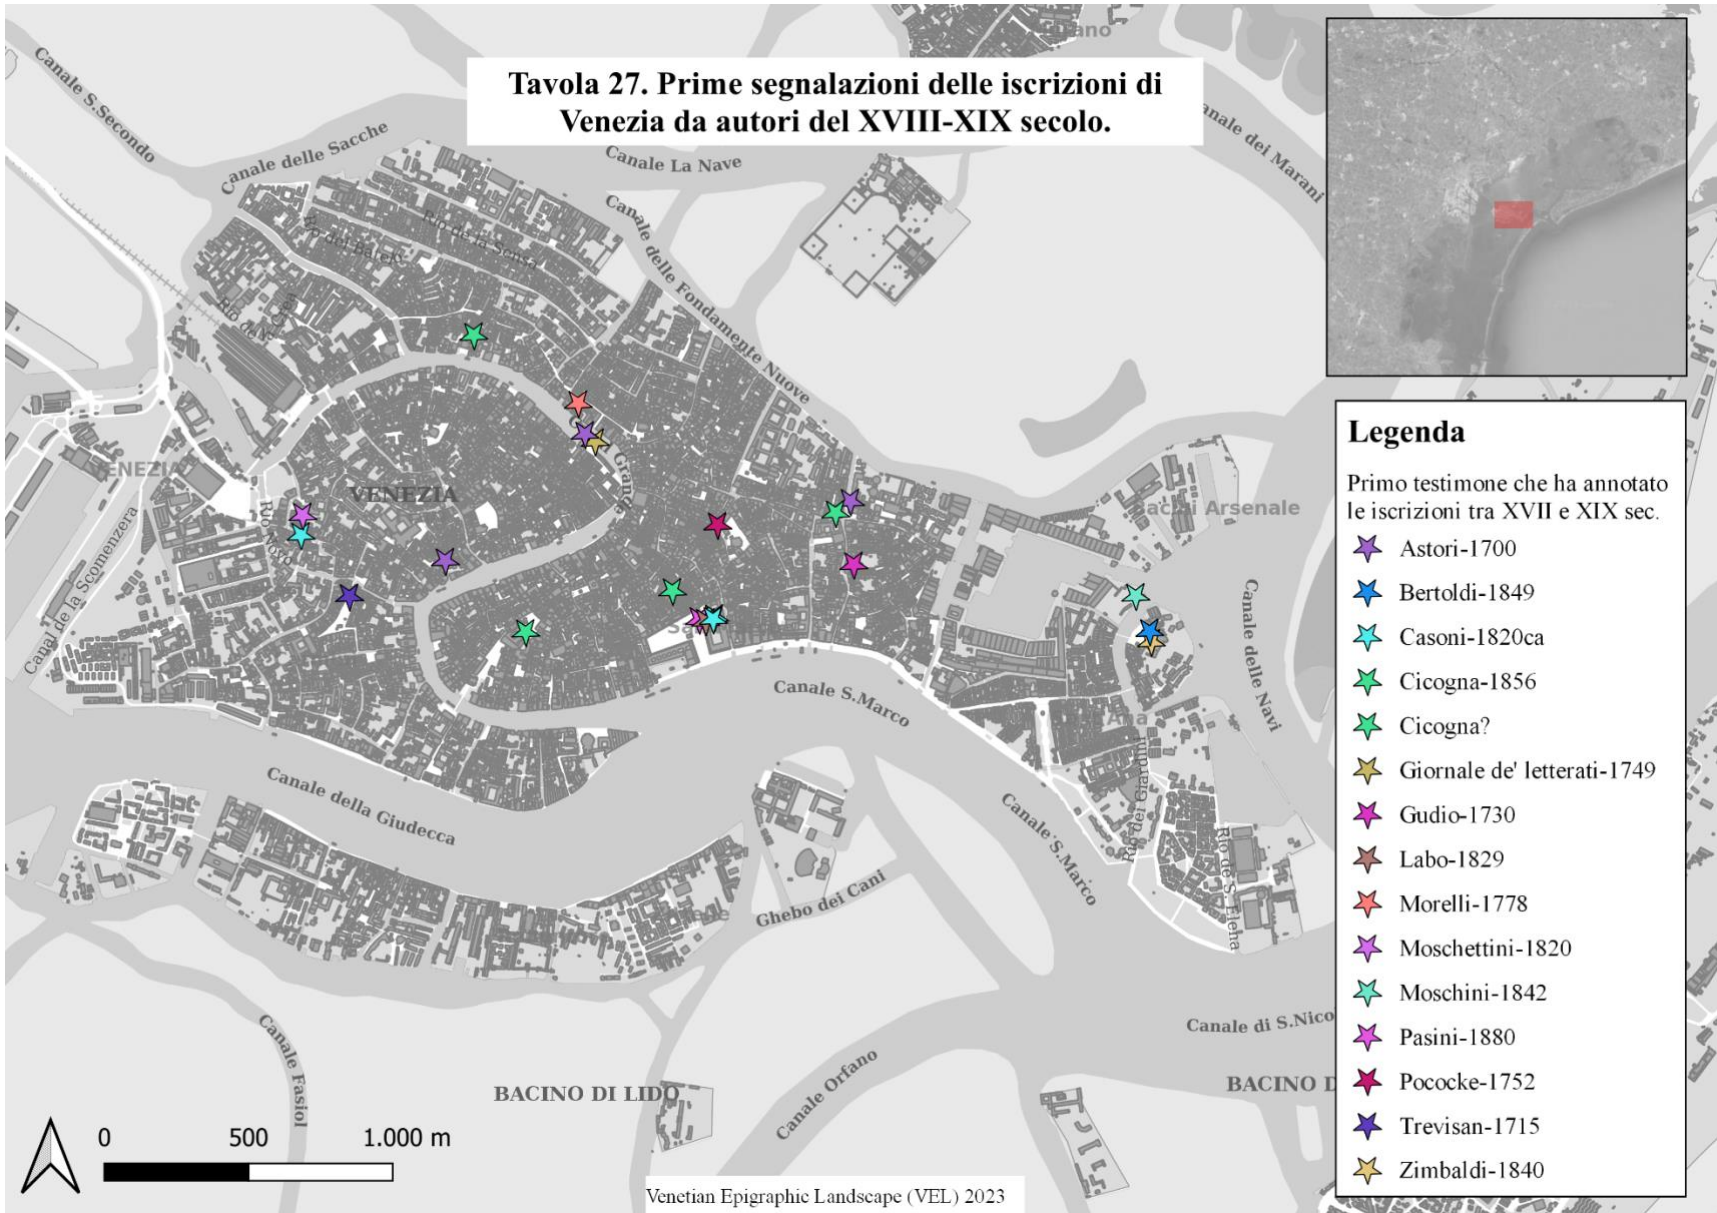 Tavola 27. Prime segnalazioni delle iscrizioni di
Venezia da autori del XVIII-XIX secolo.
Canale S.Secondo
Canale delle Sacche
Canale La Nave
Canale dei Marani
Canale delle Fondamente Nuove
Rio de la Sensa
VENEZIA
VENEZIA
Rio Novo
Canal de la Scomenzera
Grande
Arsenale
Canale delle Navi
Canale S.Marco
Canale S.Marco
Canale della Giudecca
Rio dei Giardini
Rio de S. Elena
Ghebo dei Cani
Canale Fasiol
Canale Orfano
Canale di S.Nico
BACINO DI LIDO
BACINO D
0 500 1.000 m
Venetian Epigraphic Landscape (VEL) 2023
Legenda
Primo testimone che ha annotato
le iscrizioni tra XVII e XIX sec.
Astori-1700
Bertoldi-1849
Casoni-1820ca
Cicogna-1856
Cicogna?
Giornale de' letterati-1749
Gudio-1730
Labo-1829
Morelli-1778
Moschettini-1820
Moschini-1842
Pasini-1880
Pococke-1752
Trevisan-1715
Zimbaldi-1840